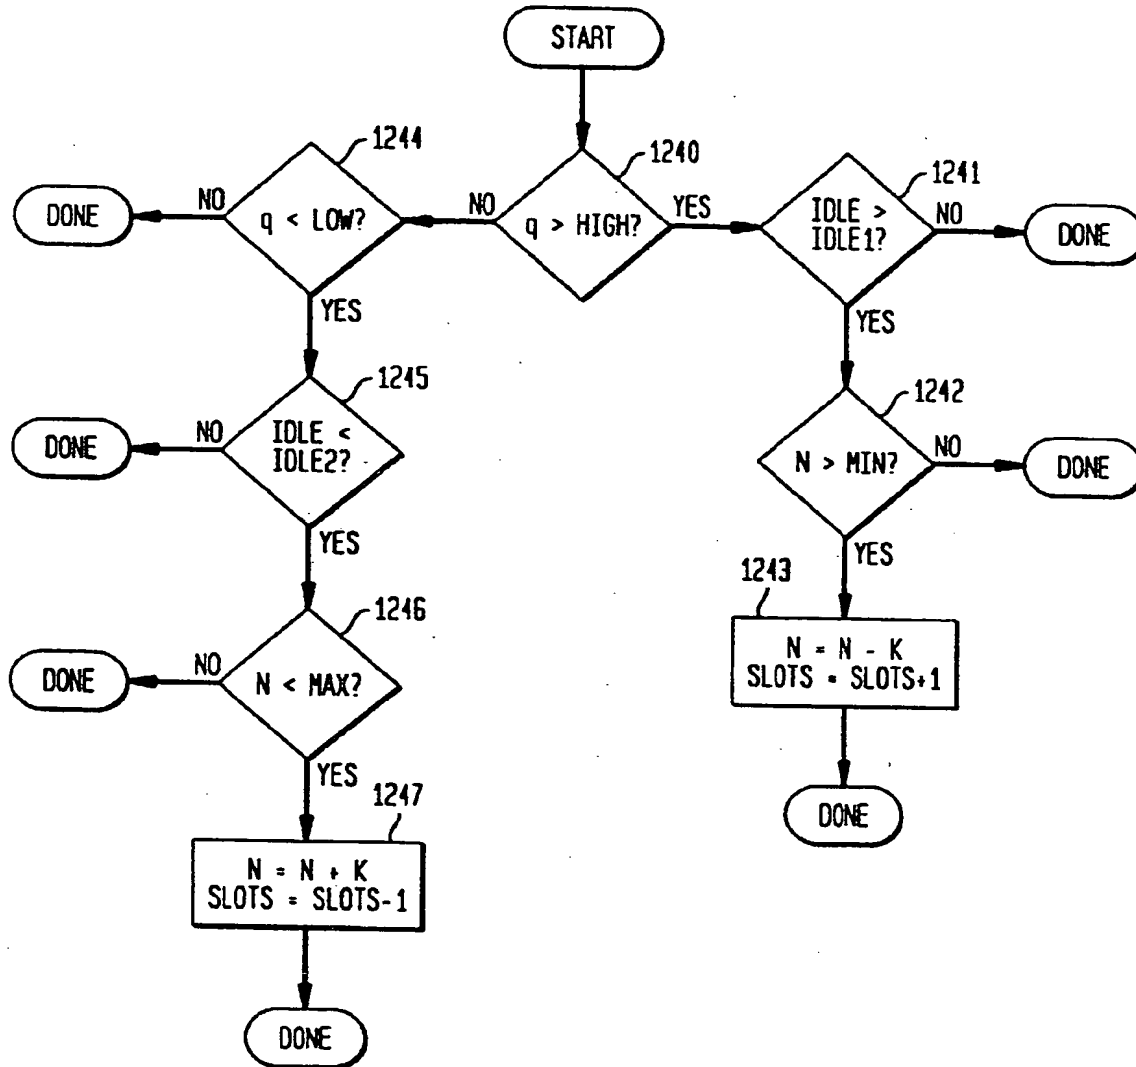 START
1244
1240
1241
q < LOW?
NO
DONE
q > HIGH?
NO
YES
IDLE >
IDLE1?
NO
DONE
YES
YES
1245
1242
IDLE <
IDLE2?
NO
DONE
N > MIN?
NO
DONE
YES
YES
1246
1243
N < MAX?
NO
DONE
N = N - K
SLOTS = SLOTS+1
YES
1247
DONE
N = N + K
SLOTS = SLOTS-1
DONE